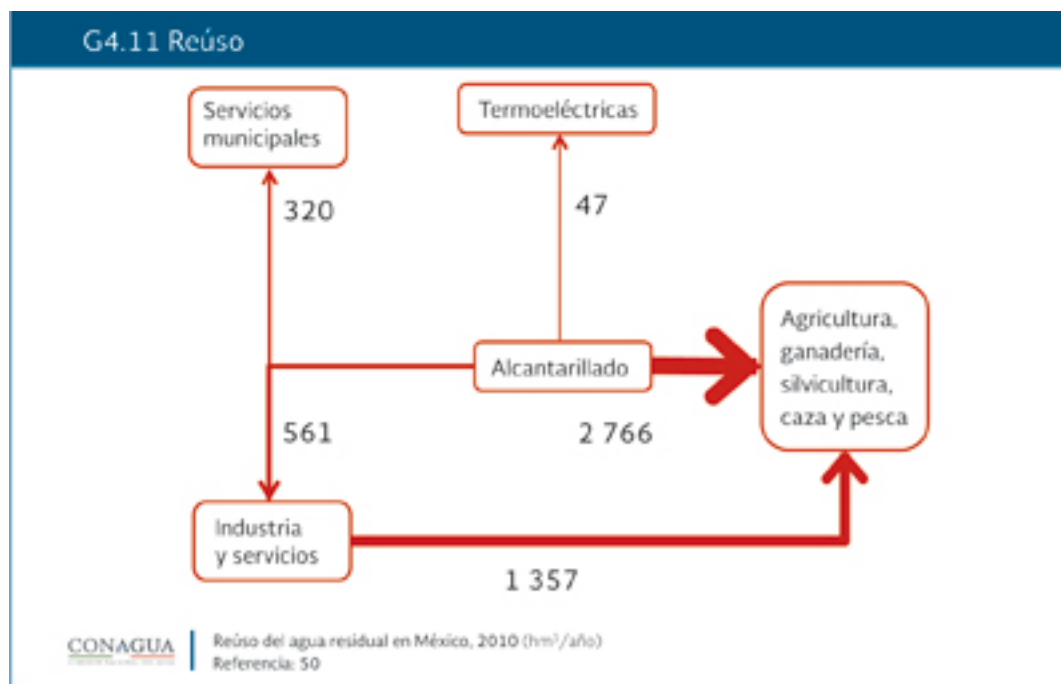 G4.11 Reúso
Servicios
municipales
Termoeléctricas
320
47
Agricultura,
ganadería,
silvicultura,
caza y pesca
Alcantarillado
561
2 766
Industria
y servicios
1 357
CONAGUA
Reúso del agua residual en México, 2010 (hm³/año)
Referencia: 50